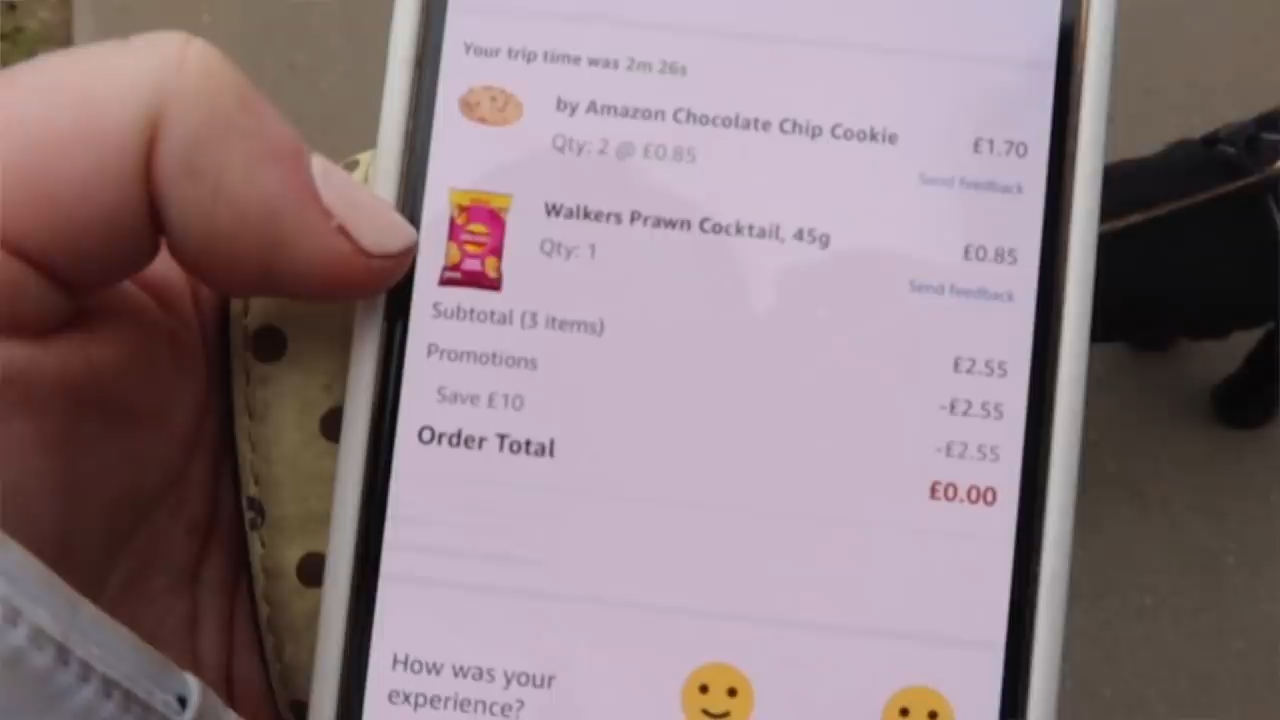 Your trip time was 2m 26s
by Amazon Chocolate Chip Cookie £1.70
Qty: 2 @ £0.85
Send feedback
Walkers Prawn Cocktail, 45g £0.85
Qty: 1
Send feedback
Subtotal (3 items) £2.55
Promotions -£2.55
Save £10 -£2.55
Order Total £0.00
How was your
experience?